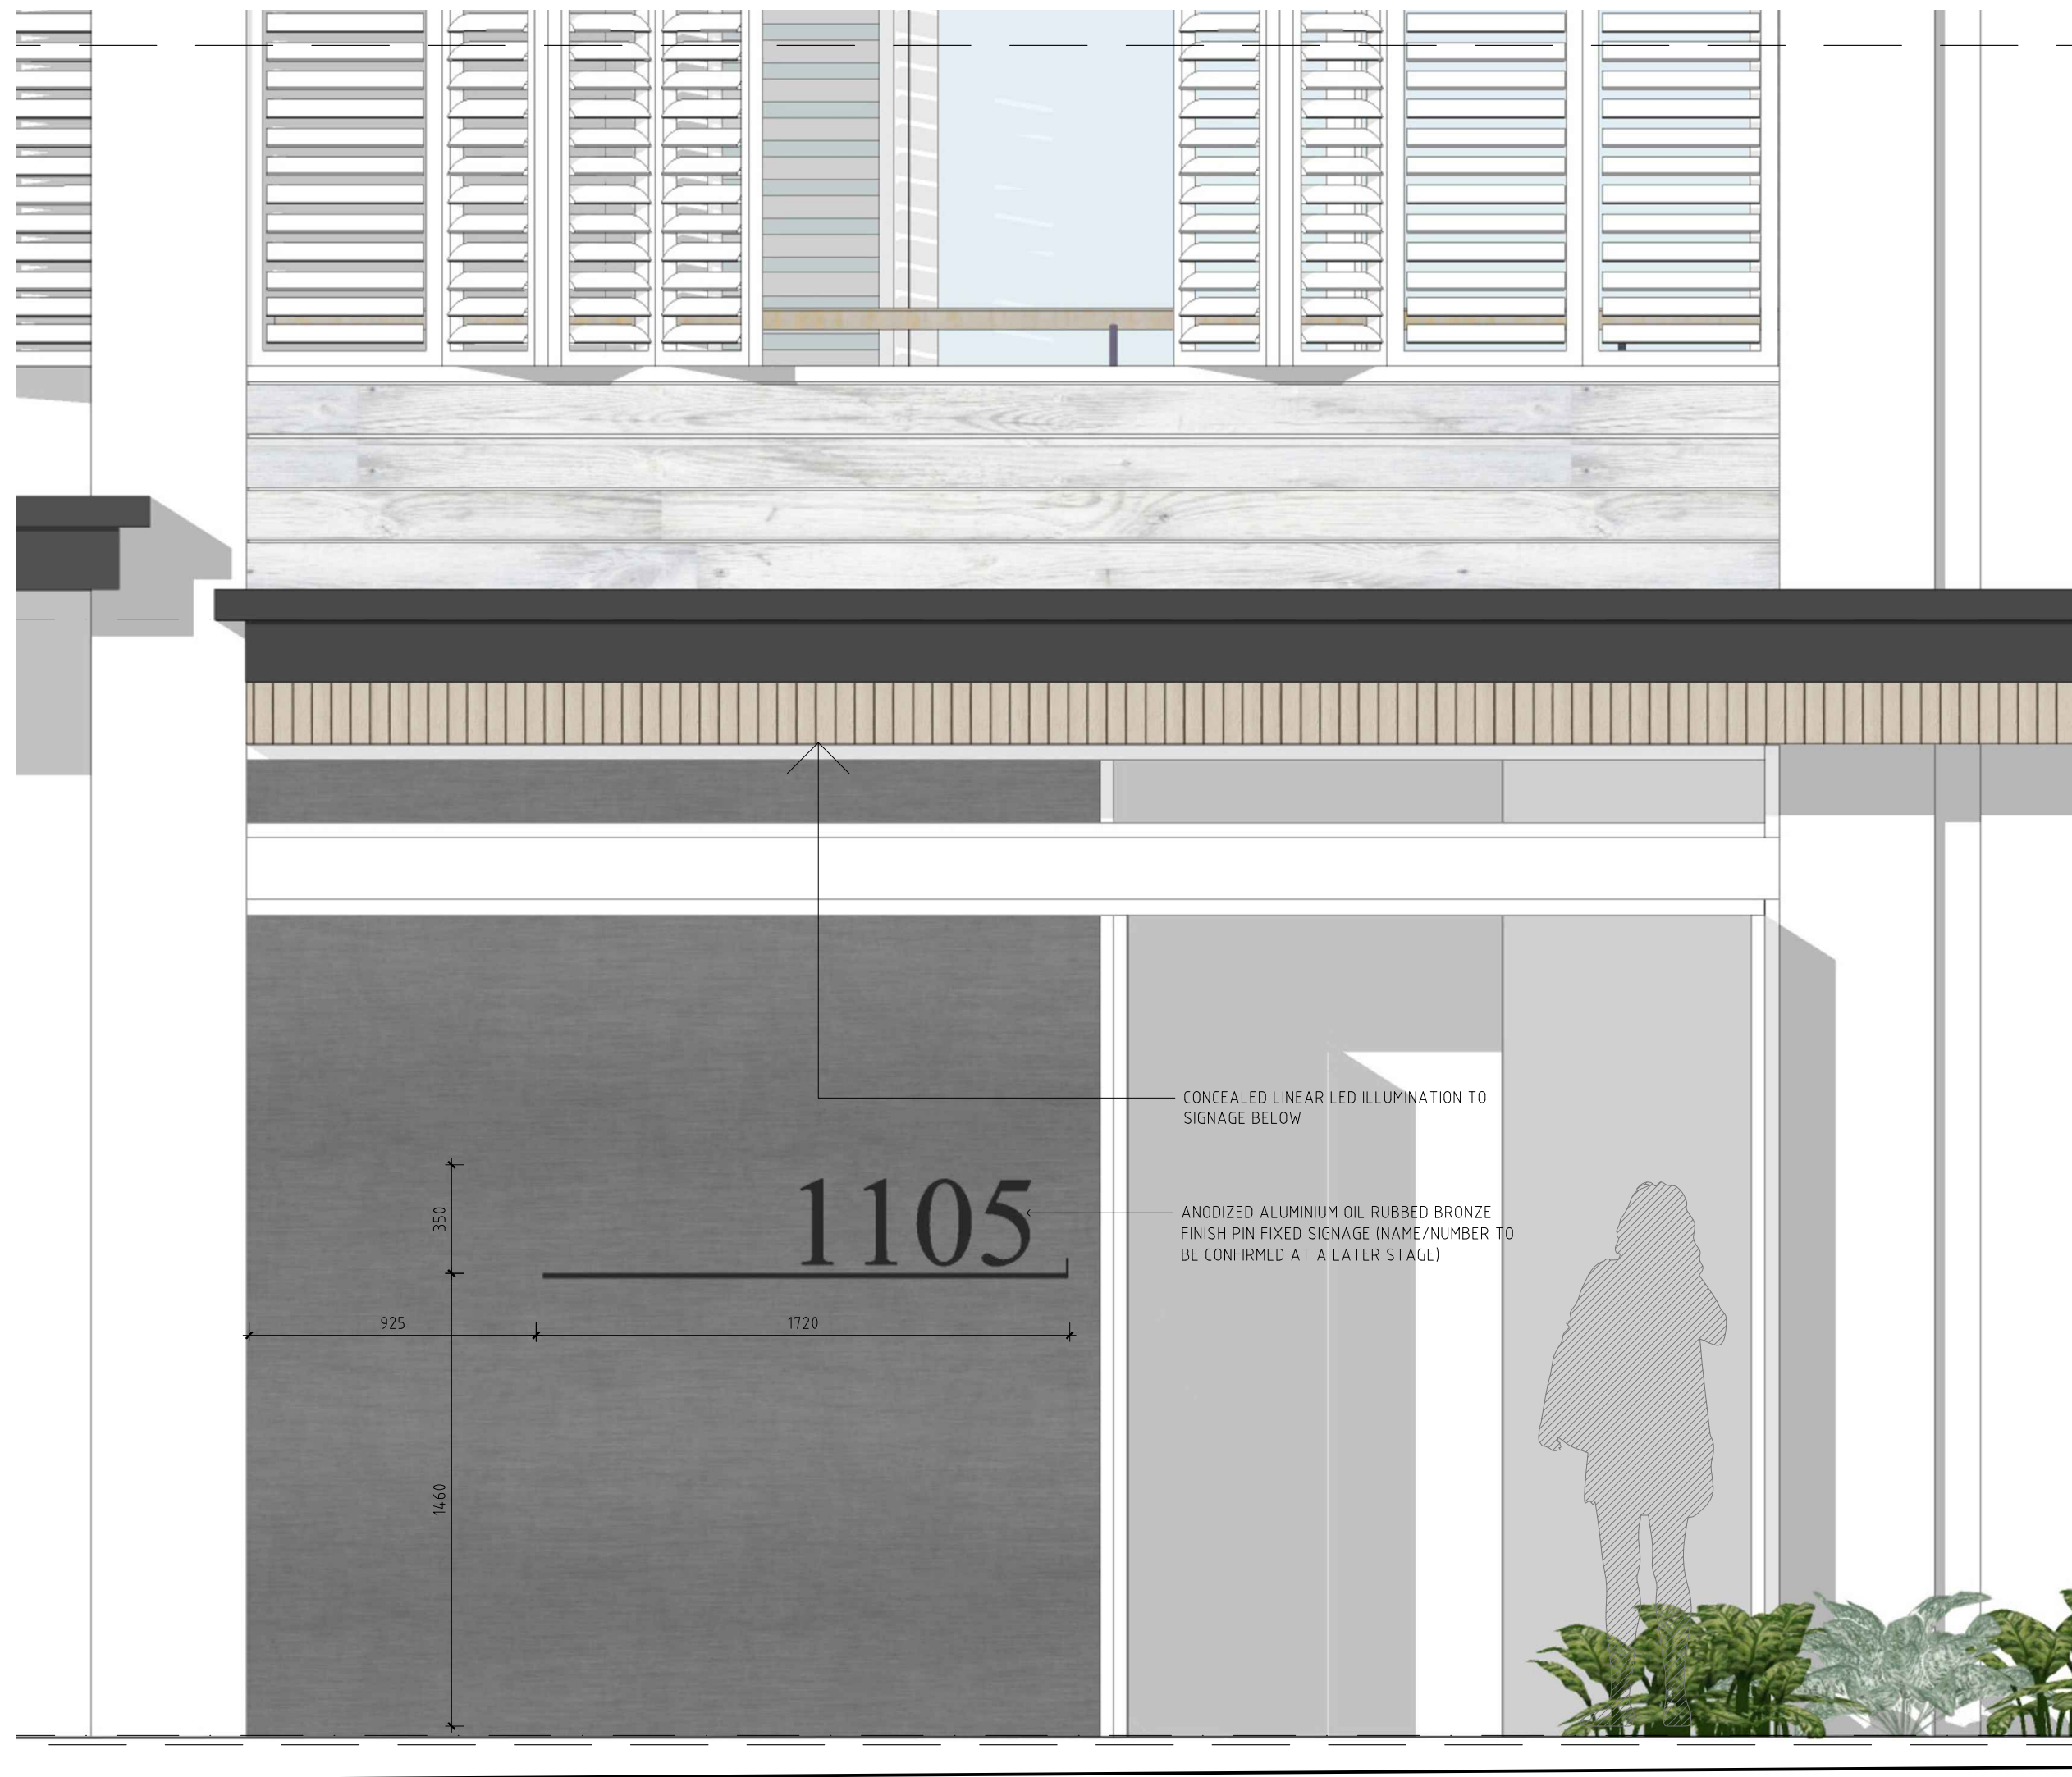 CONCEALED LINEAR LED ILLUMINATION TO
SIGNAGE BELOW
350
1105
ANODIZED ALUMINIUM OIL RUBBED BRONZE
FINISH PIN FIXED SIGNAGE (NAME/NUMBER TO
BE CONFIRMED AT A LATER STAGE)
925
1720
1460